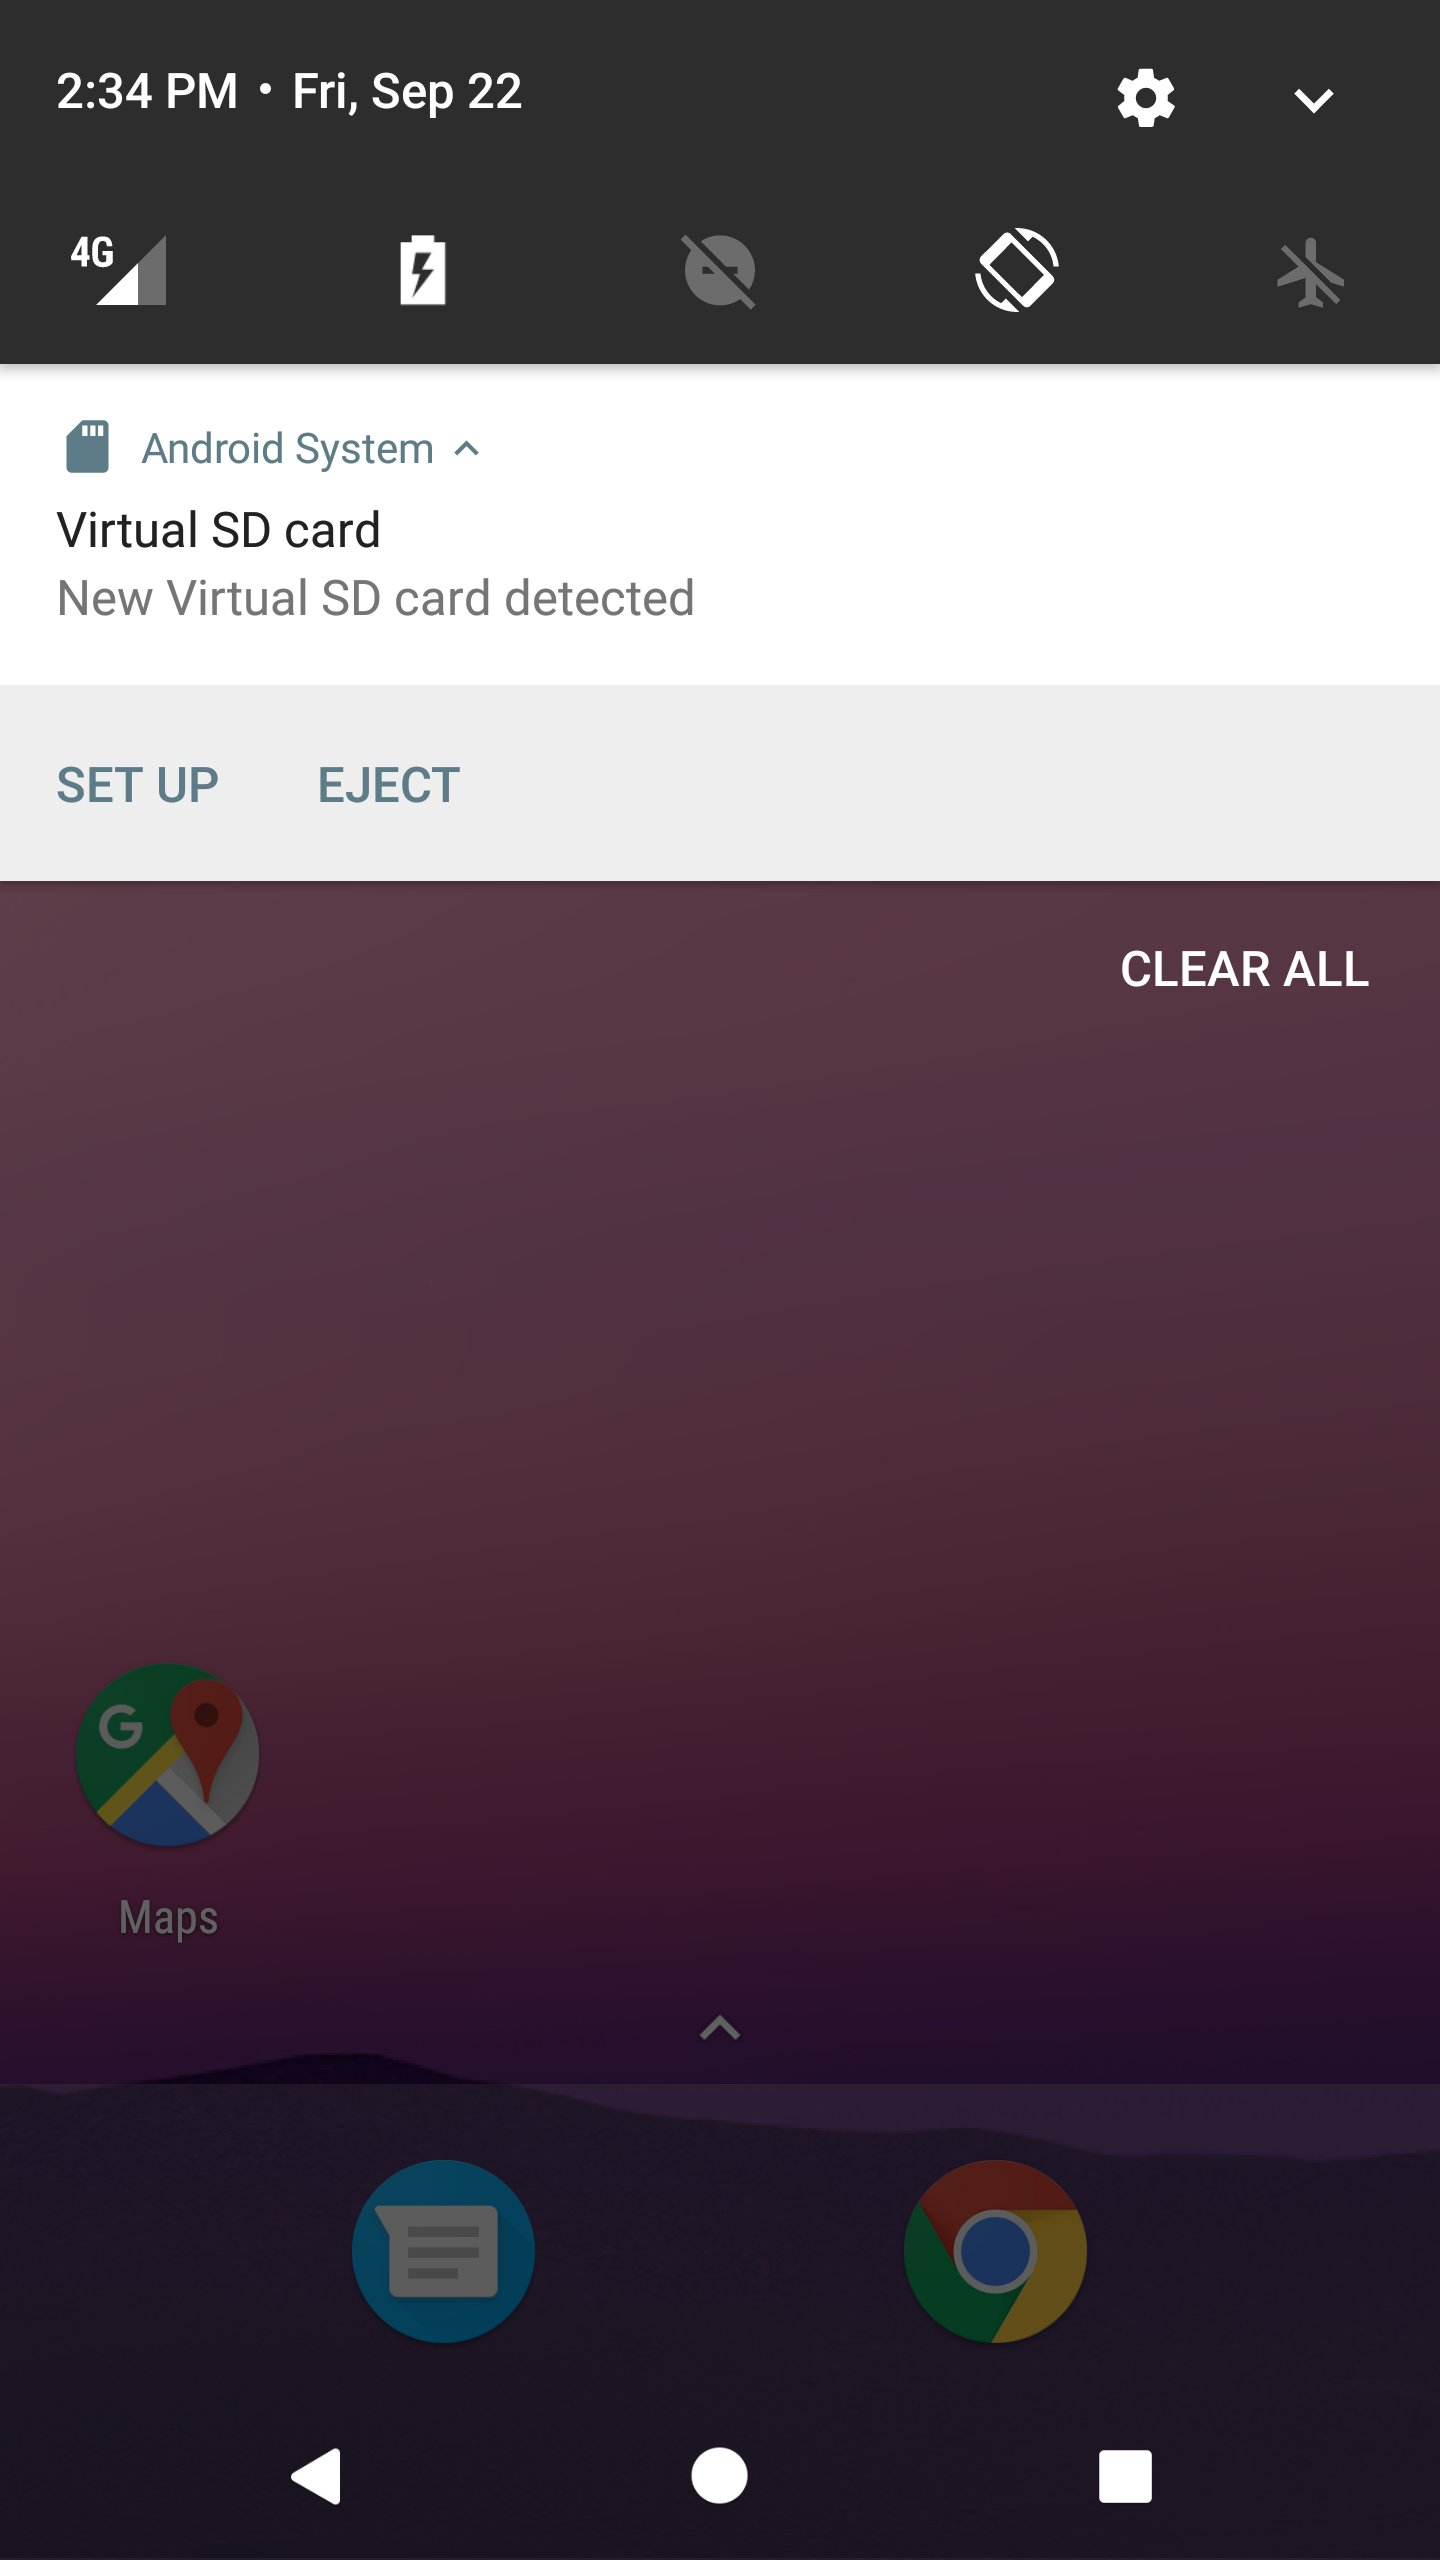 2:34 PM • Fri, Sep 22
4G
Android System
Virtual SD card
New Virtual SD card detected
SET UP EJECT
CLEAR ALL
G
Maps